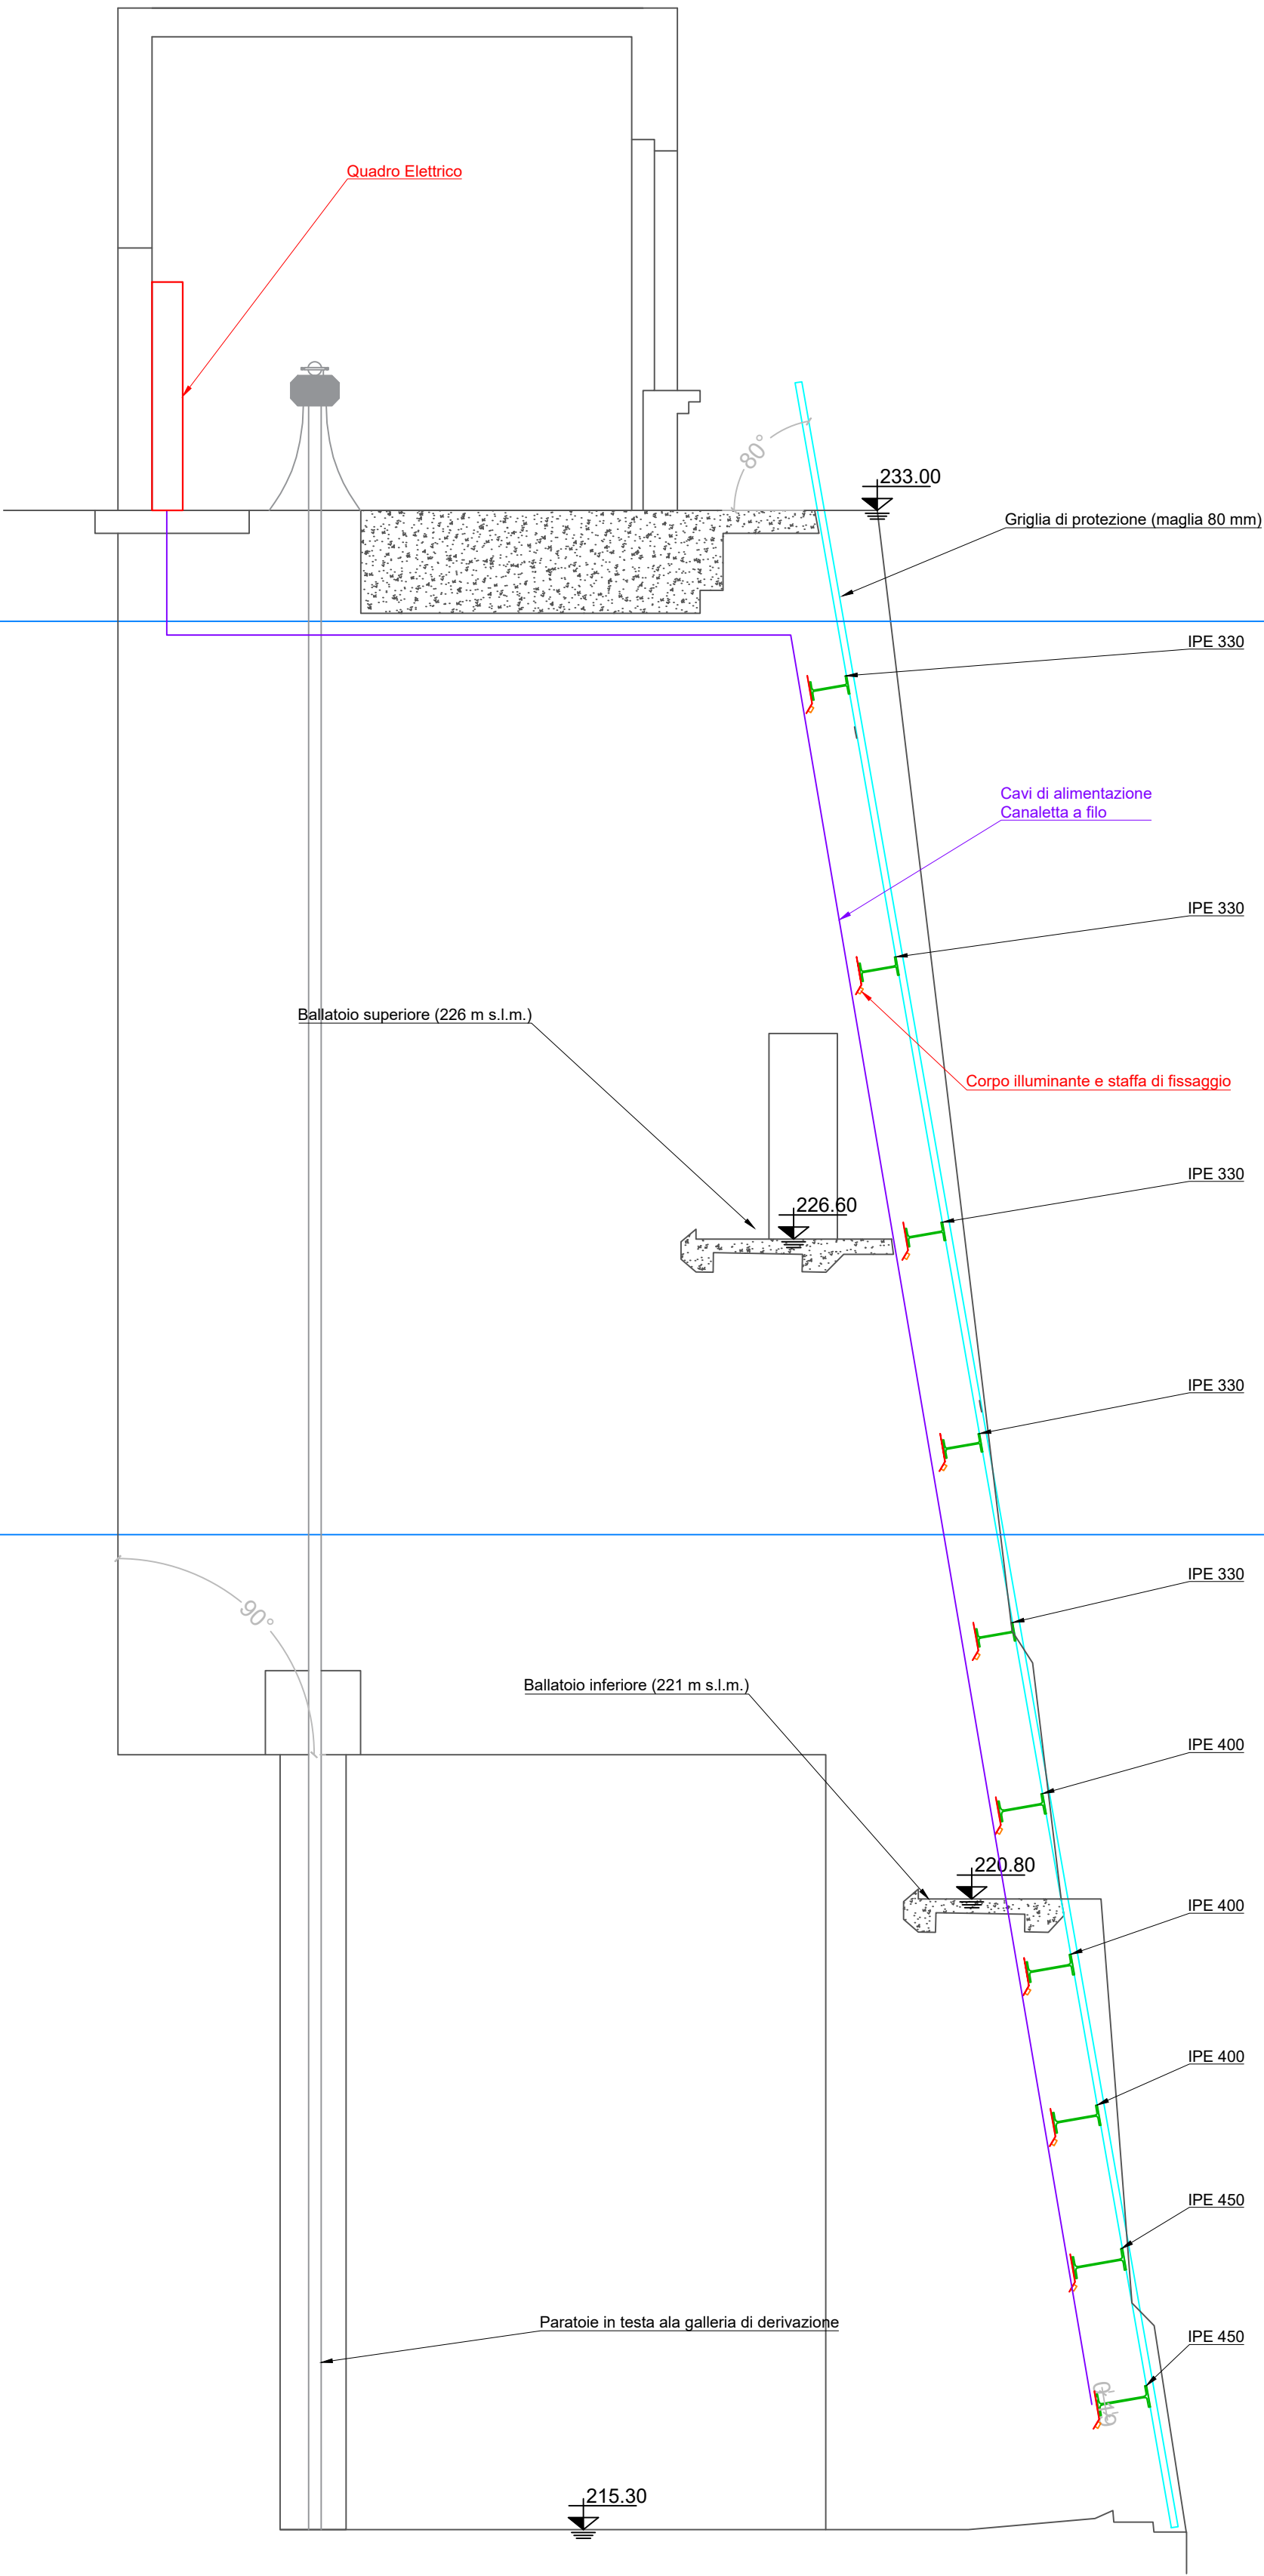 Quadro Elettrico
80°
233.00
Griglia di protezione (maglia 80 mm)
IPE 330
Cavi di alimentazione
Canaletta a filo
IPE 330
Ballatoio superiore (226 m s.l.m.)
Corpo illuminante e staffa di fissaggio
IPE 330
226.60
IPE 330
IPE 330
90°
Ballatoio inferiore (221 m s.l.m.)
IPE 400
220.80
IPE 400
IPE 400
IPE 450
Paratoie in testa ala galleria di derivazione
IPE 450
215.30